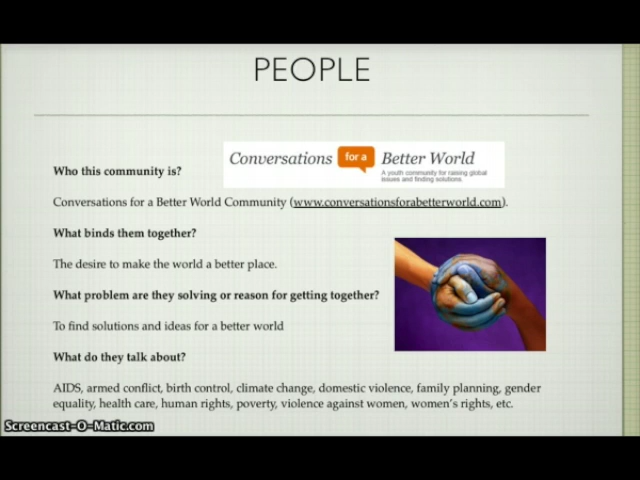 PEOPLE
Conversations for a Better World
A youth community for raising global
issues and finding solutions.
Who this community is?
Conversations for a Better World Community (www.conversationsforabetterworld.com).
What binds them together?
The desire to make the world a better place.
What problem are they solving or reason for getting together?
To find solutions and ideas for a better world
What do they talk about?
AIDS, armed conflict, birth control, climate change, domestic violence, family planning, gender
equality, health care, human rights, poverty, violence against women, women's rights, etc.
Screencast-O-Matic.com